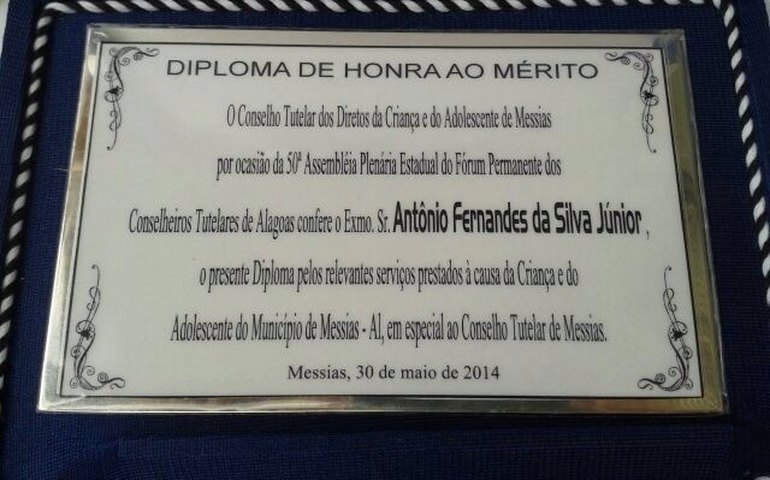 DIPLOMA DE HONRA AO MÉRITO
O Conselho Tutelar dos Diretos da Criança e do Adolescente de Messias
por ocasião da 50ª Assembléia Plenária Estadual do Fórum Permanente dos
Conselheiros Tutelares de Alagoas confere o Exmo. Sr. Antônio Fernandes da Silva Júnior,
o presente Diploma pelos relevantes serviços prestados à causa da Criança e do
Adolescente do Município de Messias - Al, em especial ao Conselho Tutelar de Messias.
Messias, 30 de maio de 2014